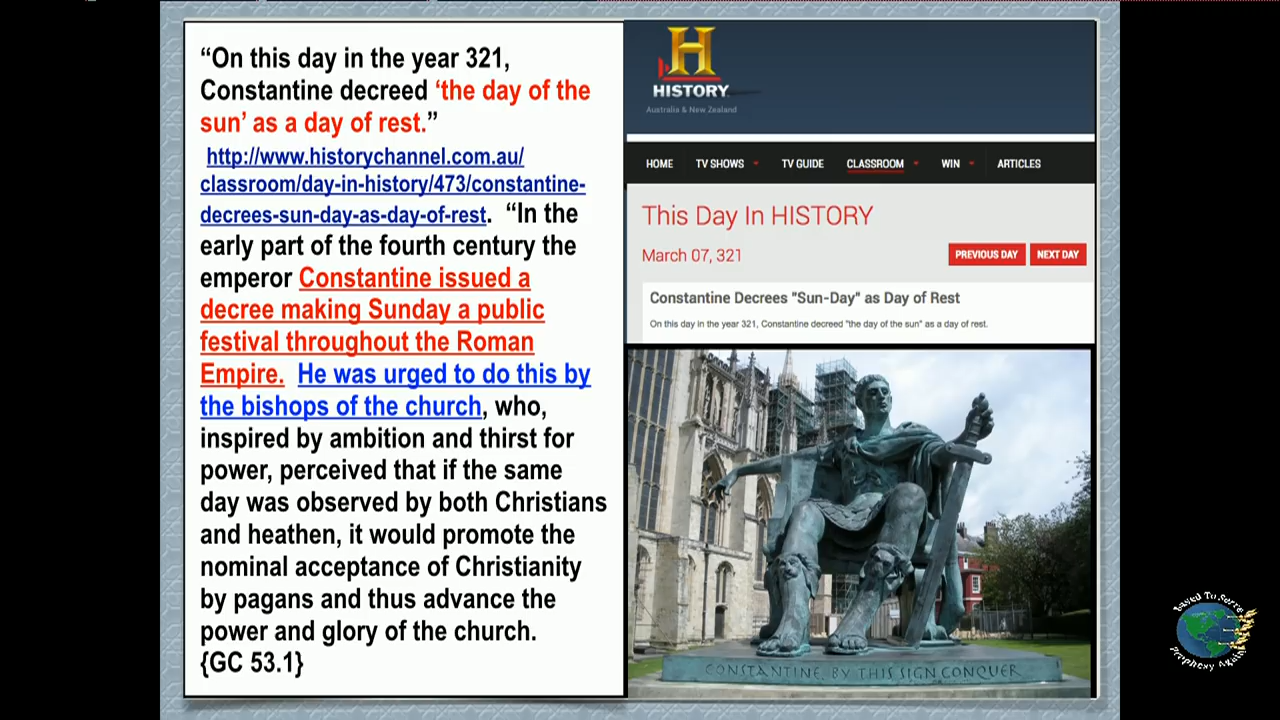 “On this day in the year 321,
Constantine decreed ‘the day of the
sun’ as a day of rest.”
http://www.historychannel.com.au/
classroom/day-in-history/473/constantine-
decrees-sun-day-as-day-of-rest. “In the
early part of the fourth century the
emperor Constantine issued a
decree making Sunday a public
festival throughout the Roman
Empire. He was urged to do this by
the bishops of the church, who,
inspired by ambition and thirst for
power, perceived that if the same
day was observed by both Christians
and heathen, it would promote the
nominal acceptance of Christianity
by pagans and thus advance the
power and glory of the church.
{GC 53.1}
H
HISTORY
Australia & New Zealand
HOME TV SHOWS TV GUIDE CLASSROOM WIN ARTICLES
This Day In HISTORY
March 07, 321
PREVIOUS DAY NEXT DAY
Constantine Decrees "Sun-Day" as Day of Rest
On this day in the year 321, Constantine decreed "the day of the sun" as a day of rest.
CONSTANTINE, BY THIS SIGN CONQUER
To Serve
Prophecy Again